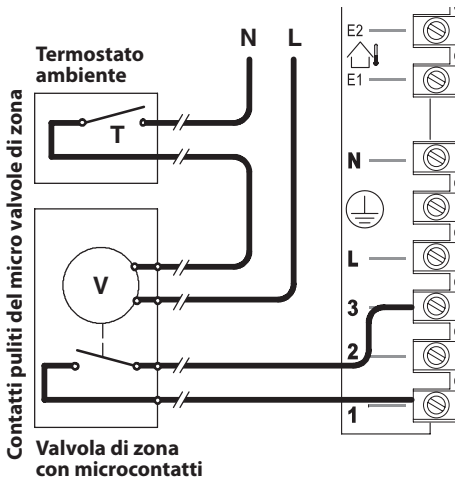 Termostato
ambiente
N L
T
Contatti puliti del micro valvole di zona
V
Valvola di zona
con microcontatti
E2
E1
N
L
3
2
1